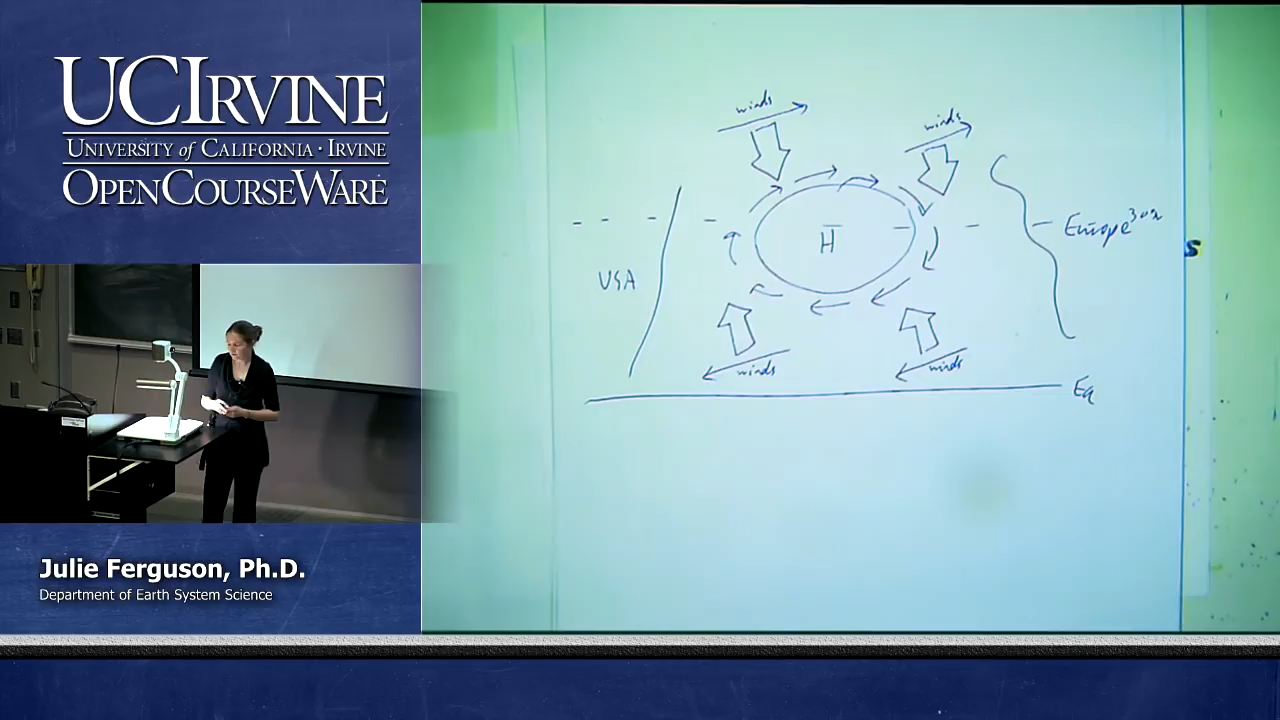 UCIRVINE
UNIVERSITY of CALIFORNIA · IRVINE
OPENCOURSEWARE
Julie Ferguson, Ph.D.
Department of Earth System Science
winds
winds
H
USA
Europe
winds
winds
Eq
S